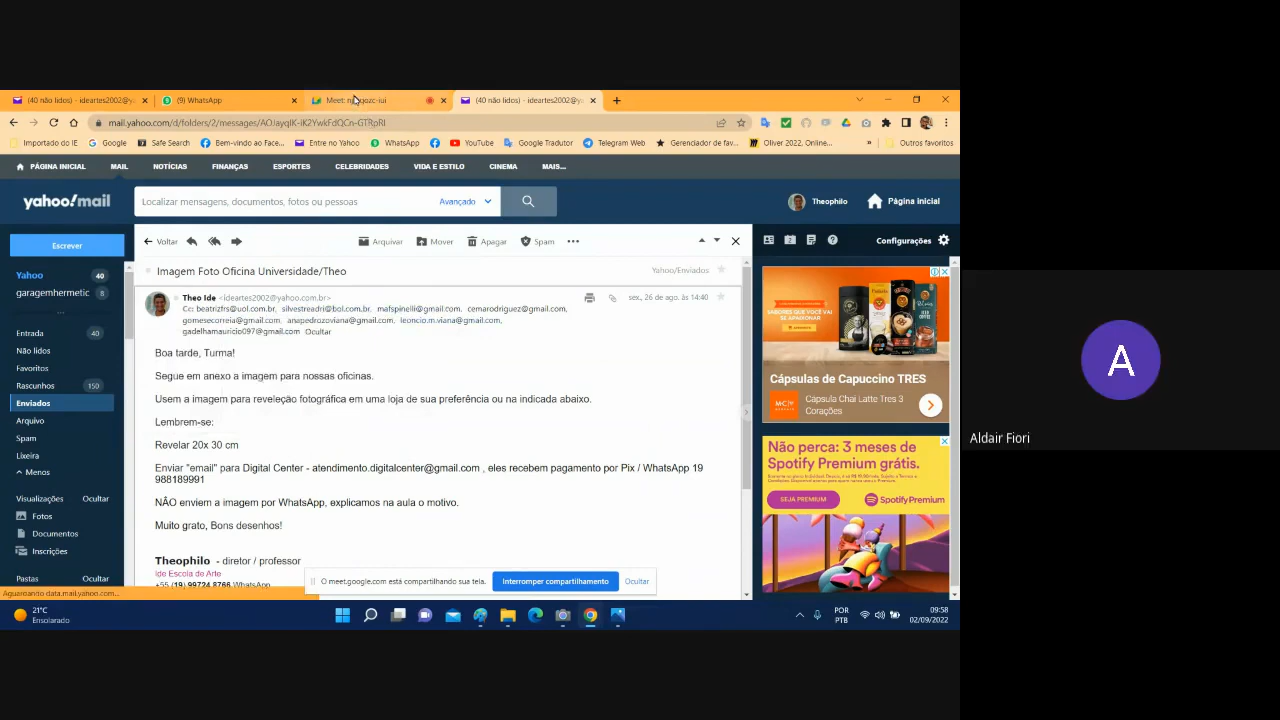 (40 não lidos) - ideartes2002@y
(9) WhatsApp
Meet:
(40 não lidos) - ideartes2002@y
Importado do IE
Google
Safe Search
Bem-vindo ao Face...
Entre no Yahoo
WhatsApp
YouTube
Google Tradutor
Telegram Web
Gerenciador de fav...
Oliver 2022, Online...
Outros favoritos
PÁGINA INICIAL
MAIL
NOTÍCIAS
FINANÇAS
ESPORTES
CELEBRIDADES
VIDA E ESTILO
CINEMA
MAIS...
yahoo!mail
Localizar mensagens, documentos, fotos ou pessoas
Avançado
Theophilo
Página inicial
Escrever
Voltar
Arquivar
Mover
Apagar
Spam
Configurações
Yahoo 40
garagemhermetic 8
Entrada 40
Não lidos
Favoritos
Rascunhos 150
Enviados
Arquivo
Spam
Lixeira
Menos
Visualizações Ocultar
Fotos
Documentos
Inscrições
Pastas Ocultar
Imagem Foto Oficina Universidade/Theo
Yahoo/Enviados
Theo Ide <ideartes2002@yahoo.com.br>
sex., 26 de ago. às 14:40
Cc: beatrizfrs@uol.com.br, silvestreadri@bol.com.br, mafspinelli@gmail.com, cemarodriguez@gmail.com,
gomesecorreia@gmail.com, anapedrozoviana@gmail.com, leoncio.m.viana@gmail.com,
gadelhamauricio097@gmail.com Ocultar
Boa tarde, Turma!
Segue em anexo a imagem para nossas oficinas.
Usem a imagem para reveleção fotográfica em uma loja de sua preferência ou na indicada abaixo.
Lembrem-se:
Revelar 20x 30 cm
Enviar "email" para Digital Center - atendimento.digitalcenter@gmail.com , eles recebem pagamento por Pix / WhatsApp 19
988189991
NÃO enviem a imagem por WhatsApp, explicamos na aula o motivo.
Muito grato, Bons desenhos!
Theophilo - diretor / professor
Ide Escola de Arte
+55 (19) 99724 8766 WhatsApp
O meet.google.com está compartilhando sua tela.
Interromper compartilhamento
Ocultar
Aguardando data.mail.yahoo.com...
Cápsulas de Capuccino TRES
Capsula Chai Latte Tres 3
Corações
Não perca: 3 meses de
Spotify Premium grátis.
SEJA PREMIUM
Spotify Premium
21°C
Ensolarado
POR
PTB
09:58
02/09/2022
A
Aldair Fiori